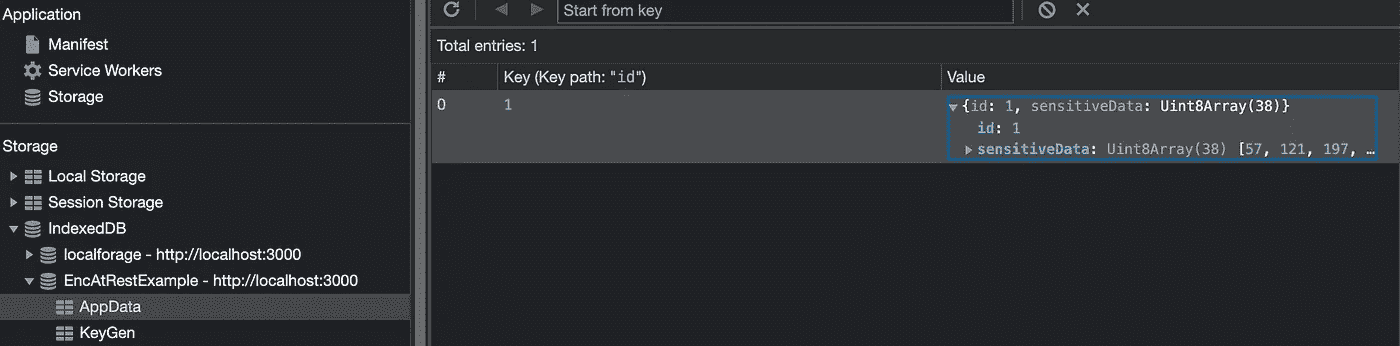 Application
Manifest
Service Workers
Storage
Storage
Local Storage
Session Storage
IndexedDB
localforage - http://localhost:3000
EncAtRestExample - http://localhost:3000
AppData
KeyGen
Start from key
Total entries: 1
# Key (Key path: "id") Value
0 1 {id: 1, sensitiveData: Uint8Array(38)}
id: 1
sensitiveData: Uint8Array(38) [57, 121, 197, …